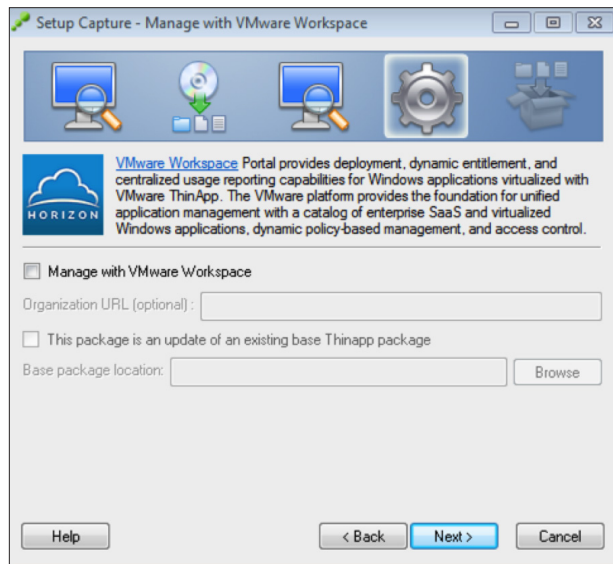 Setup Capture - Manage with VMware Workspace
VMware Workspace Portal provides deployment, dynamic entitlement, and
centralized usage reporting capabilities for Windows applications virtualized with
VMware ThinApp. The VMware platform provides the foundation for unified
application management with a catalog of enterprise SaaS and virtualized
Windows applications, dynamic policy-based management, and access control.
HORIZON
Manage with VMware Workspace
Organization URL (optional) :
This package is an update of an existing base Thinapp package
Base package location:
Browse
Help
< Back
Next >
Cancel